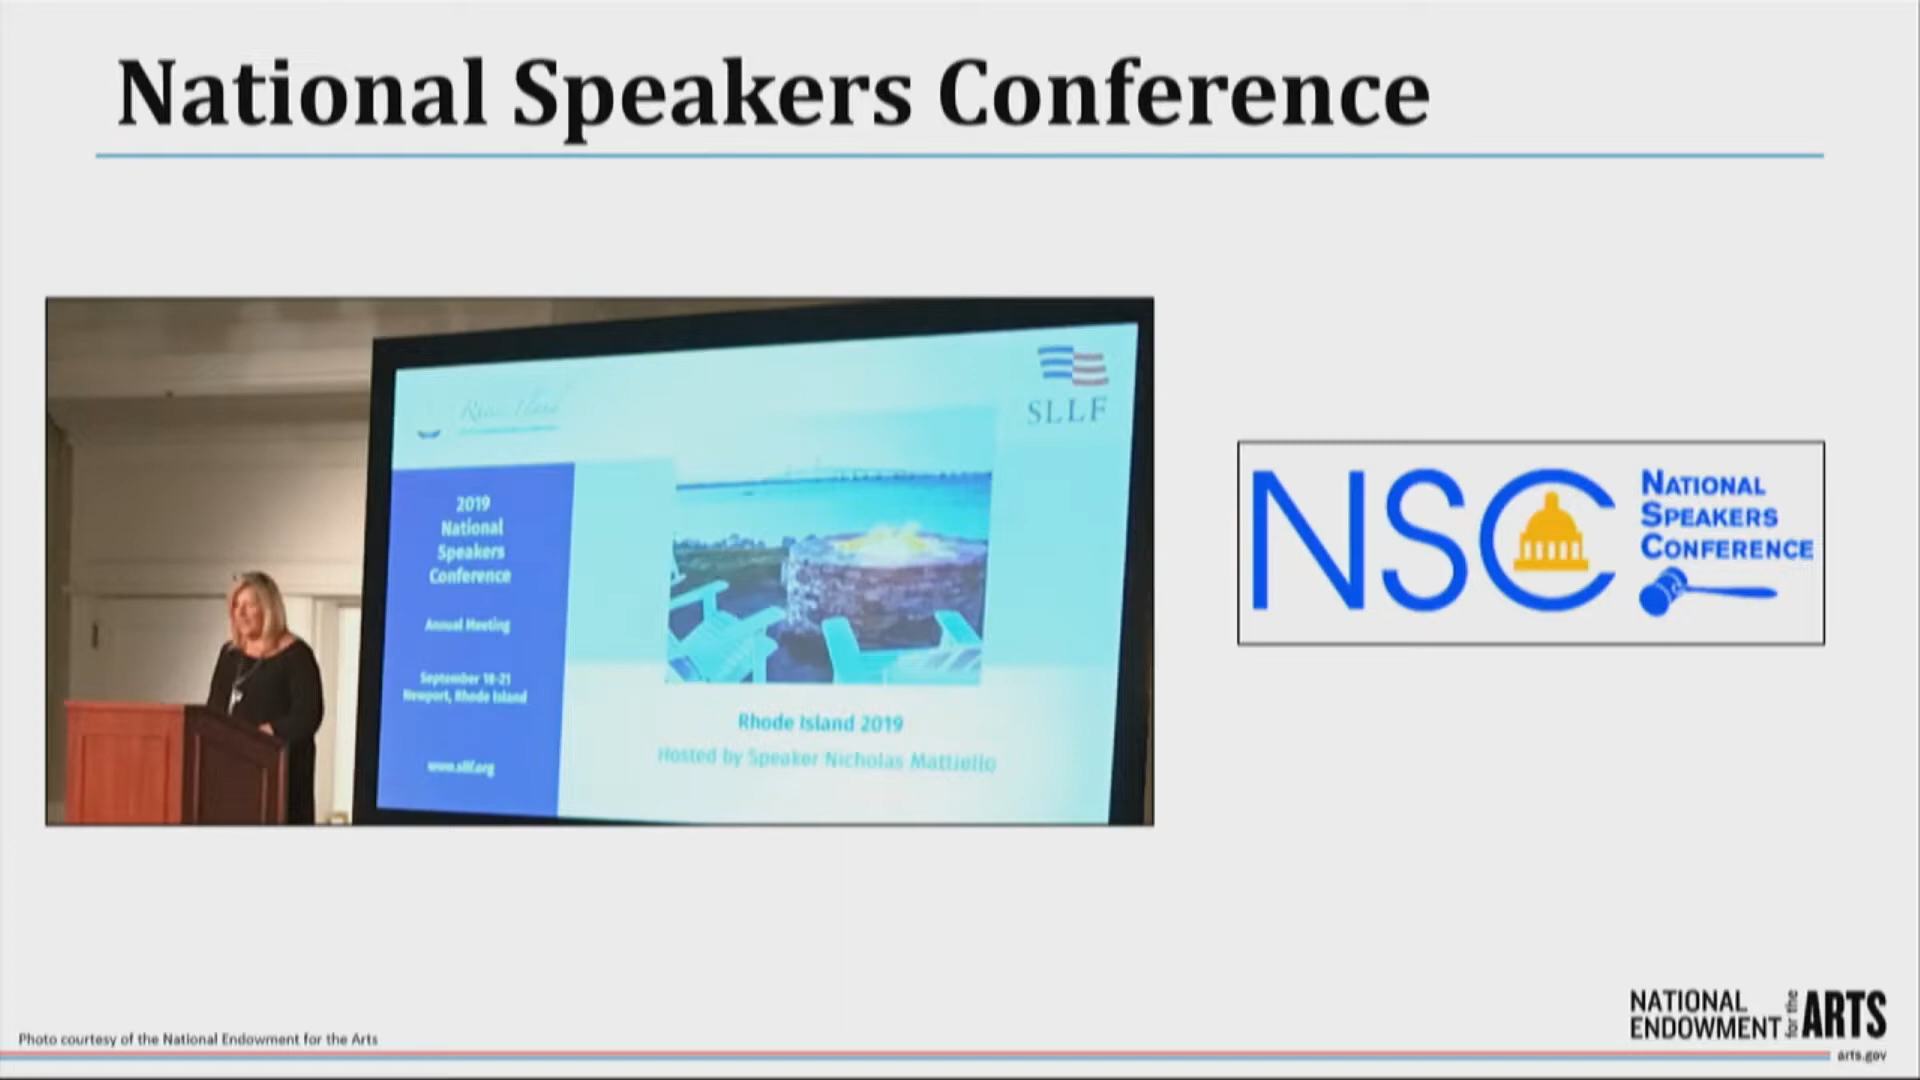 National Speakers Conference
Rhode Island
SLLF
2019
National
Speakers
Conference
Annual Meeting
September 18-21
Newport, Rhode Island
www.sllf.org
Rhode Island 2019
Hosted by Speaker Nicholas Mattiello
NSC
NATIONAL
SPEAKERS
CONFERENCE
Photo courtesy of the National Endowment for the Arts
NATIONAL
ENDOWMENT
for the
ARTS
arts.gov